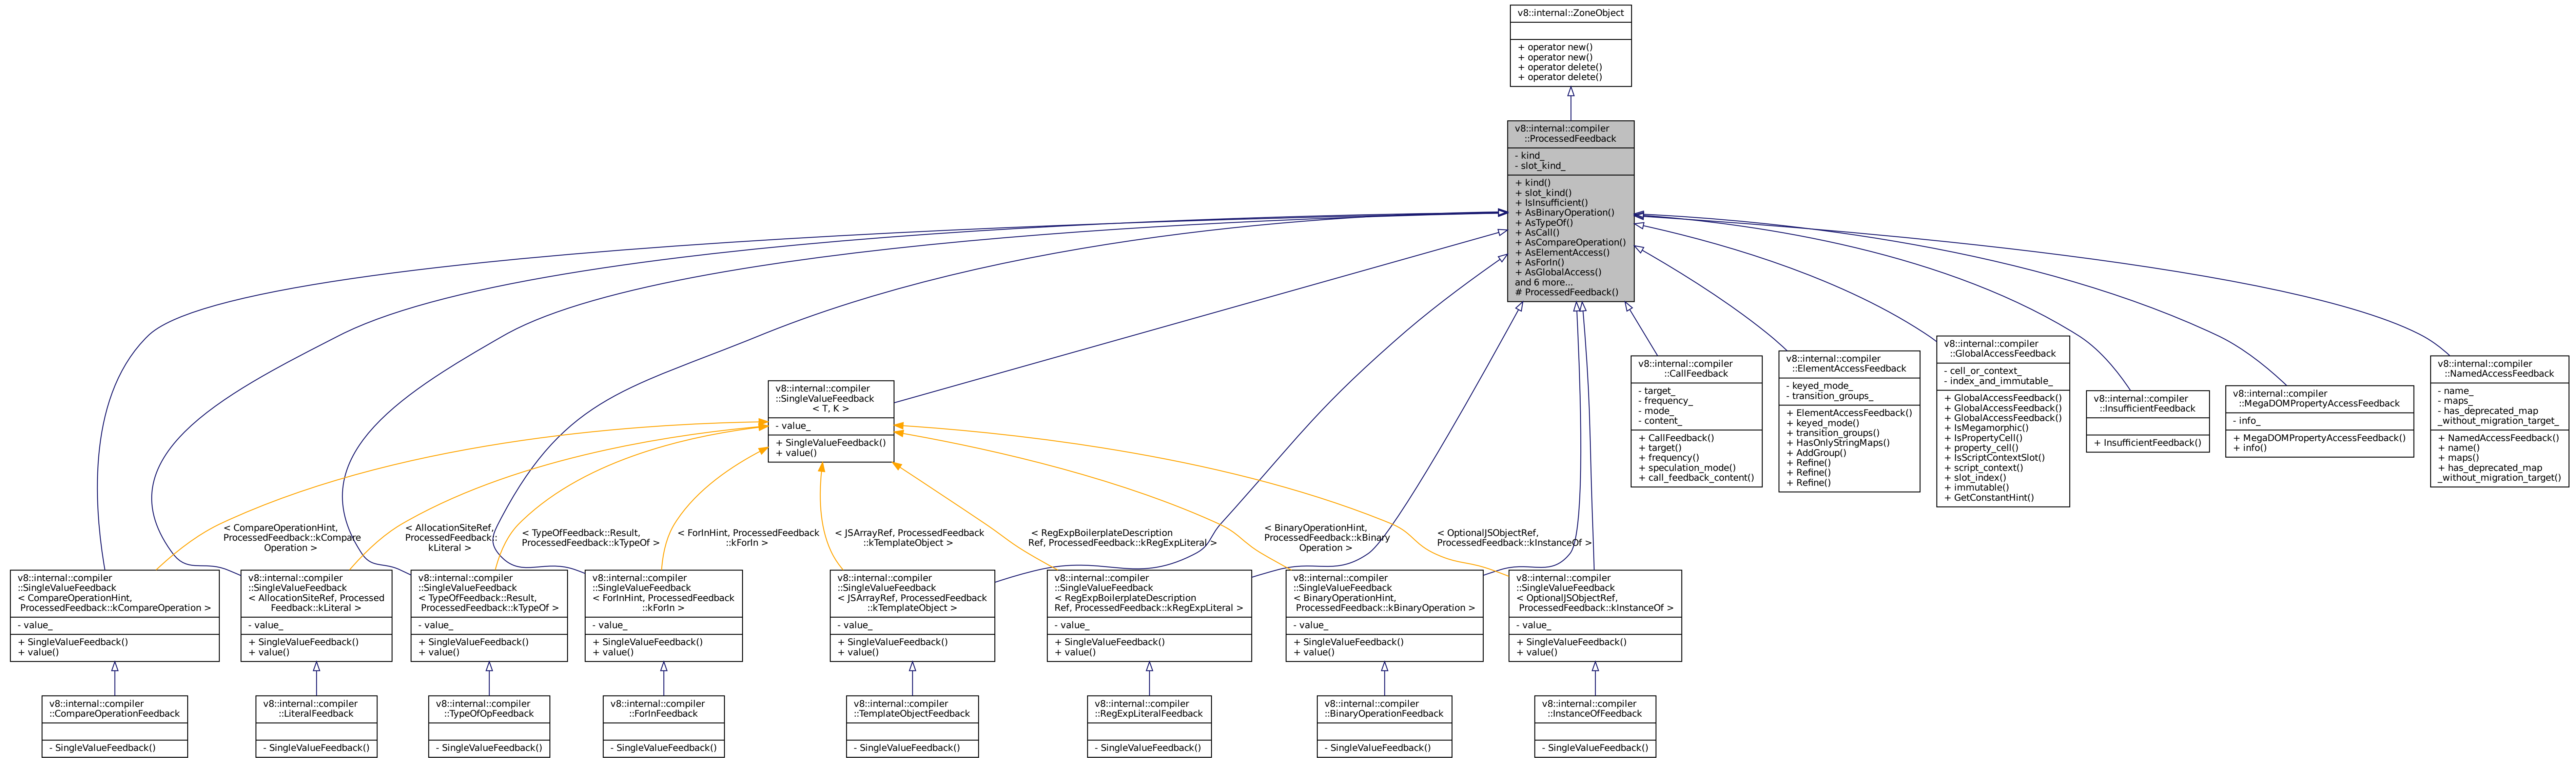 v8::internal::ZoneObject
+ operator new()
+ operator new()
+ operator delete()
+ operator delete()
v8::internal::compiler
::ProcessedFeedback
- kind_
- slot_kind_
+ kind()
+ slot_kind()
+ IsInsufficient()
+ AsBinaryOperation()
+ AsTypeOf()
+ AsCall()
+ AsCompareOperation()
+ AsElementAccess()
+ AsForIn()
+ AsGlobalAccess()
and 6 more...
# ProcessedFeedback()
v8::internal::compiler
::SingleValueFeedback
< T, K >
- value_
+ SingleValueFeedback()
+ value()
v8::internal::compiler
::CallFeedback
- target_
- frequency_
- mode_
- content_
+ CallFeedback()
+ target()
+ frequency()
+ speculation_mode()
+ call_feedback_content()
v8::internal::compiler
::ElementAccessFeedback
- keyed_mode_
- transition_groups_
+ ElementAccessFeedback()
+ keyed_mode()
+ transition_groups()
+ HasOnlyStringMaps()
+ AddGroup()
+ Refine()
+ Refine()
+ Refine()
v8::internal::compiler
::GlobalAccessFeedback
- cell_or_context_
- index_and_immutable_
+ GlobalAccessFeedback()
+ GlobalAccessFeedback()
+ GlobalAccessFeedback()
+ IsMegamorphic()
+ IsPropertyCell()
+ property_cell()
+ IsScriptContextSlot()
+ script_context()
+ slot_index()
+ immutable()
+ GetConstantHint()
v8::internal::compiler
::InsufficientFeedback
+ InsufficientFeedback()
v8::internal::compiler
::MegaDOMPropertyAccessFeedback
- info_
+ MegaDOMPropertyAccessFeedback()
+ info()
v8::internal::compiler
::NamedAccessFeedback
- name_
- maps_
- has_deprecated_map
_without_migration_target_
+ NamedAccessFeedback()
+ name()
+ maps()
+ has_deprecated_map
_without_migration_target()
< CompareOperationHint,
ProcessedFeedback::kCompare
Operation >
< AllocationSiteRef,
ProcessedFeedback::
kLiteral >
< TypeOfFeedback::Result,
ProcessedFeedback::kTypeOf >
< ForInHint, ProcessedFeedback
::kForIn >
< JSArrayRef, ProcessedFeedback
::kTemplateObject >
< RegExpBoilerplateDescription
Ref, ProcessedFeedback::kRegExpLiteral >
< BinaryOperationHint,
ProcessedFeedback::kBinary
Operation >
< OptionalJSObjectRef,
ProcessedFeedback::kInstanceOf >
v8::internal::compiler
::SingleValueFeedback
< CompareOperationHint,
ProcessedFeedback::kCompareOperation >
- value_
+ SingleValueFeedback()
+ value()
v8::internal::compiler
::SingleValueFeedback
< AllocationSiteRef, Processed
Feedback::kLiteral >
- value_
+ SingleValueFeedback()
+ value()
v8::internal::compiler
::SingleValueFeedback
< TypeOfFeedback::Result,
ProcessedFeedback::kTypeOf >
- value_
+ SingleValueFeedback()
+ value()
v8::internal::compiler
::SingleValueFeedback
< ForInHint, ProcessedFeedback
::kForIn >
- value_
+ SingleValueFeedback()
+ value()
v8::internal::compiler
::SingleValueFeedback
< JSArrayRef, ProcessedFeedback
::kTemplateObject >
- value_
+ SingleValueFeedback()
+ value()
v8::internal::compiler
::SingleValueFeedback
< RegExpBoilerplateDescription
Ref, ProcessedFeedback::kRegExpLiteral >
- value_
+ SingleValueFeedback()
+ value()
v8::internal::compiler
::SingleValueFeedback
< BinaryOperationHint,
ProcessedFeedback::kBinaryOperation >
- value_
+ SingleValueFeedback()
+ value()
v8::internal::compiler
::SingleValueFeedback
< OptionalJSObjectRef,
ProcessedFeedback::kInstanceOf >
- value_
+ SingleValueFeedback()
+ value()
v8::internal::compiler
::CompareOperationFeedback
- SingleValueFeedback()
v8::internal::compiler
::LiteralFeedback
- SingleValueFeedback()
v8::internal::compiler
::TypeOfOpFeedback
- SingleValueFeedback()
v8::internal::compiler
::ForInFeedback
- SingleValueFeedback()
v8::internal::compiler
::TemplateObjectFeedback
- SingleValueFeedback()
v8::internal::compiler
::RegExpLiteralFeedback
- SingleValueFeedback()
v8::internal::compiler
::BinaryOperationFeedback
- SingleValueFeedback()
v8::internal::compiler
::InstanceOfFeedback
- SingleValueFeedback()